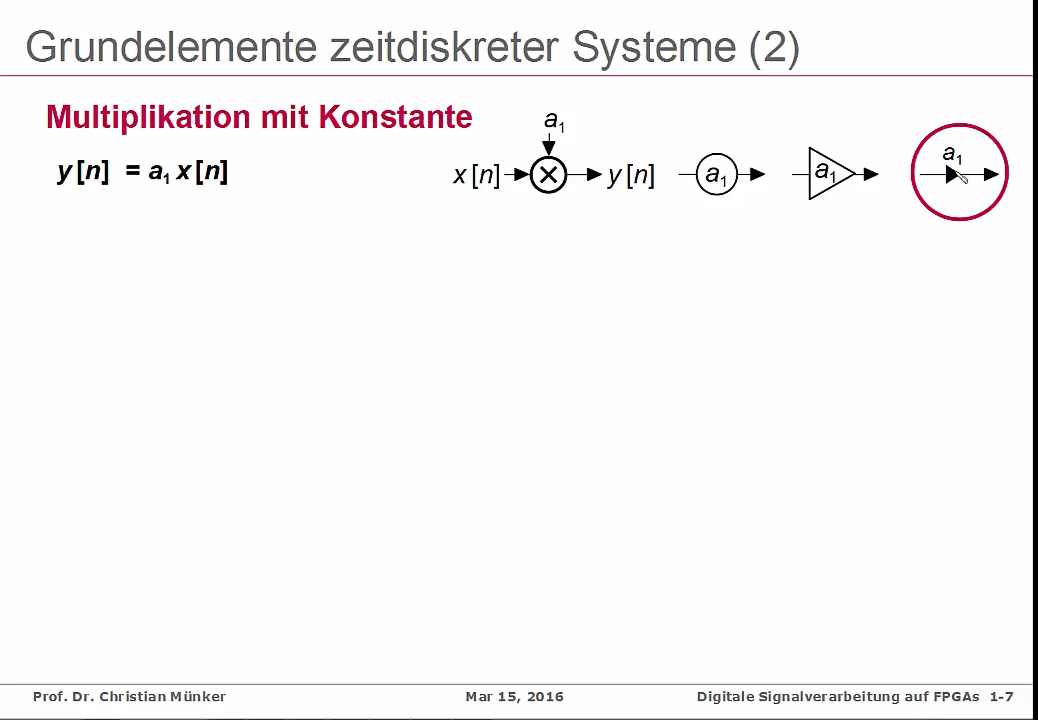 Grundelemente zeitdiskreter Systeme (2)
Multiplikation mit Konstante
a₁
y[n] = a₁ x[n]
x[n] y[n] a₁ a₁ a₁
Prof. Dr. Christian Münker Mar 15, 2016 Digitale Signalverarbeitung auf FPGAs 1-7